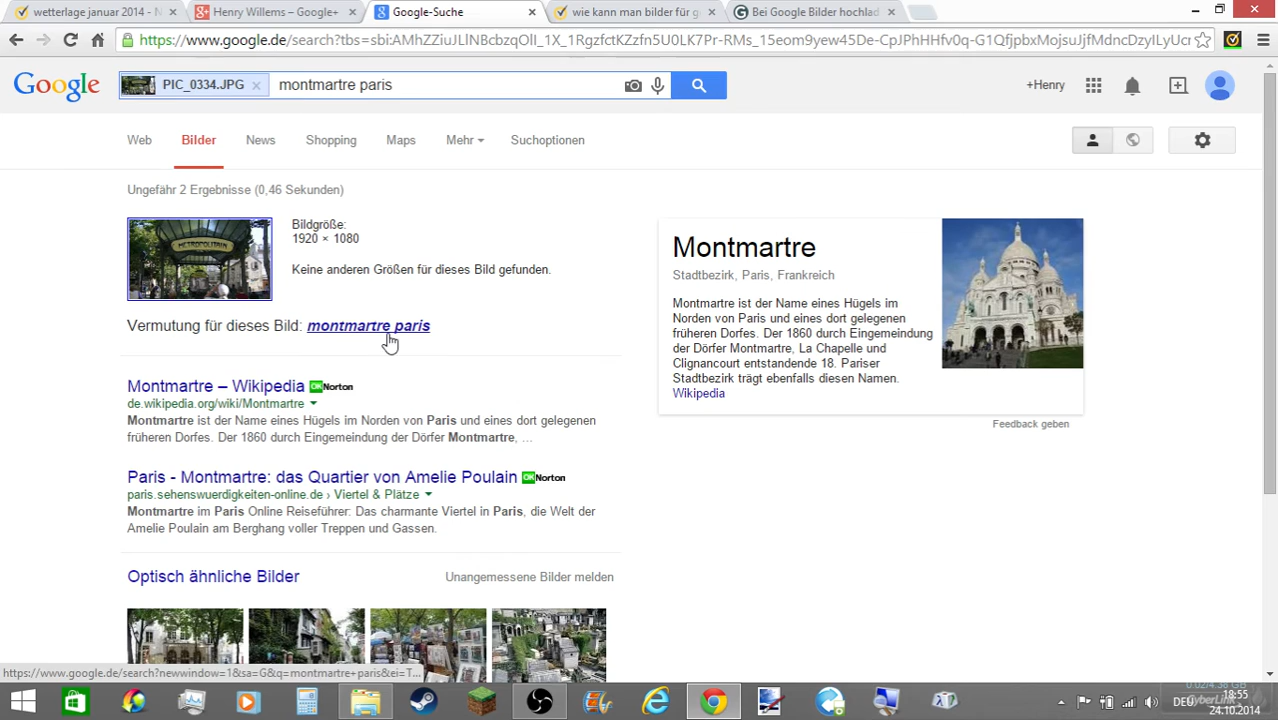 wetterlage januar 2014 - N
Henry Willems – Google+
Google-Suche
wie kann man bilder für g
Bei Google Bilder hochlad
https://www.google.de/search?tbs=sbi:
Google
PIC_0334.JPG
montmartre paris
+Henry
Web
Bilder
News
Shopping
Maps
Mehr
Suchoptionen
Ungefähr 2 Ergebnisse (0,46 Sekunden)
METROPOLITAIN
Bildgröße:
1920 × 1080
Keine anderen Größen für dieses Bild gefunden.
Vermutung für dieses Bild: montmartre paris
Montmartre – Wikipedia OK Norton
de.wikipedia.org/wiki/Montmartre
Montmartre ist der Name eines Hügels im Norden von Paris und eines dort gelegenen
früheren Dorfes. Der 1860 durch Eingemeindung der Dörfer Montmartre, ...
Paris - Montmartre: das Quartier von Amelie Poulain OK Norton
paris.sehenswuerdigkeiten-online.de › Viertel & Plätze
Montmartre im Paris Online Reiseführer: Das charmante Viertel in Paris, die Welt der
Amelie Poulain am Berghang voller Treppen und Gassen.
Optisch ähnliche Bilder
Unangemessene Bilder melden
Montmartre
Stadtbezirk, Paris, Frankreich
Montmartre ist der Name eines Hügels im
Norden von Paris und eines dort gelegenen
früheren Dorfes. Der 1860 durch Eingemeindung
der Dörfer Montmartre, La Chapelle und
Clignancourt entstandende 18. Pariser
Stadtbezirk trägt ebenfalls diesen Namen.
Wikipedia
Feedback geben
https://www.google.de/search?newwindow=1&sa=G&q=montmartre+paris&ei=T...
DEU
18:55
24.10.2014
CyberLink